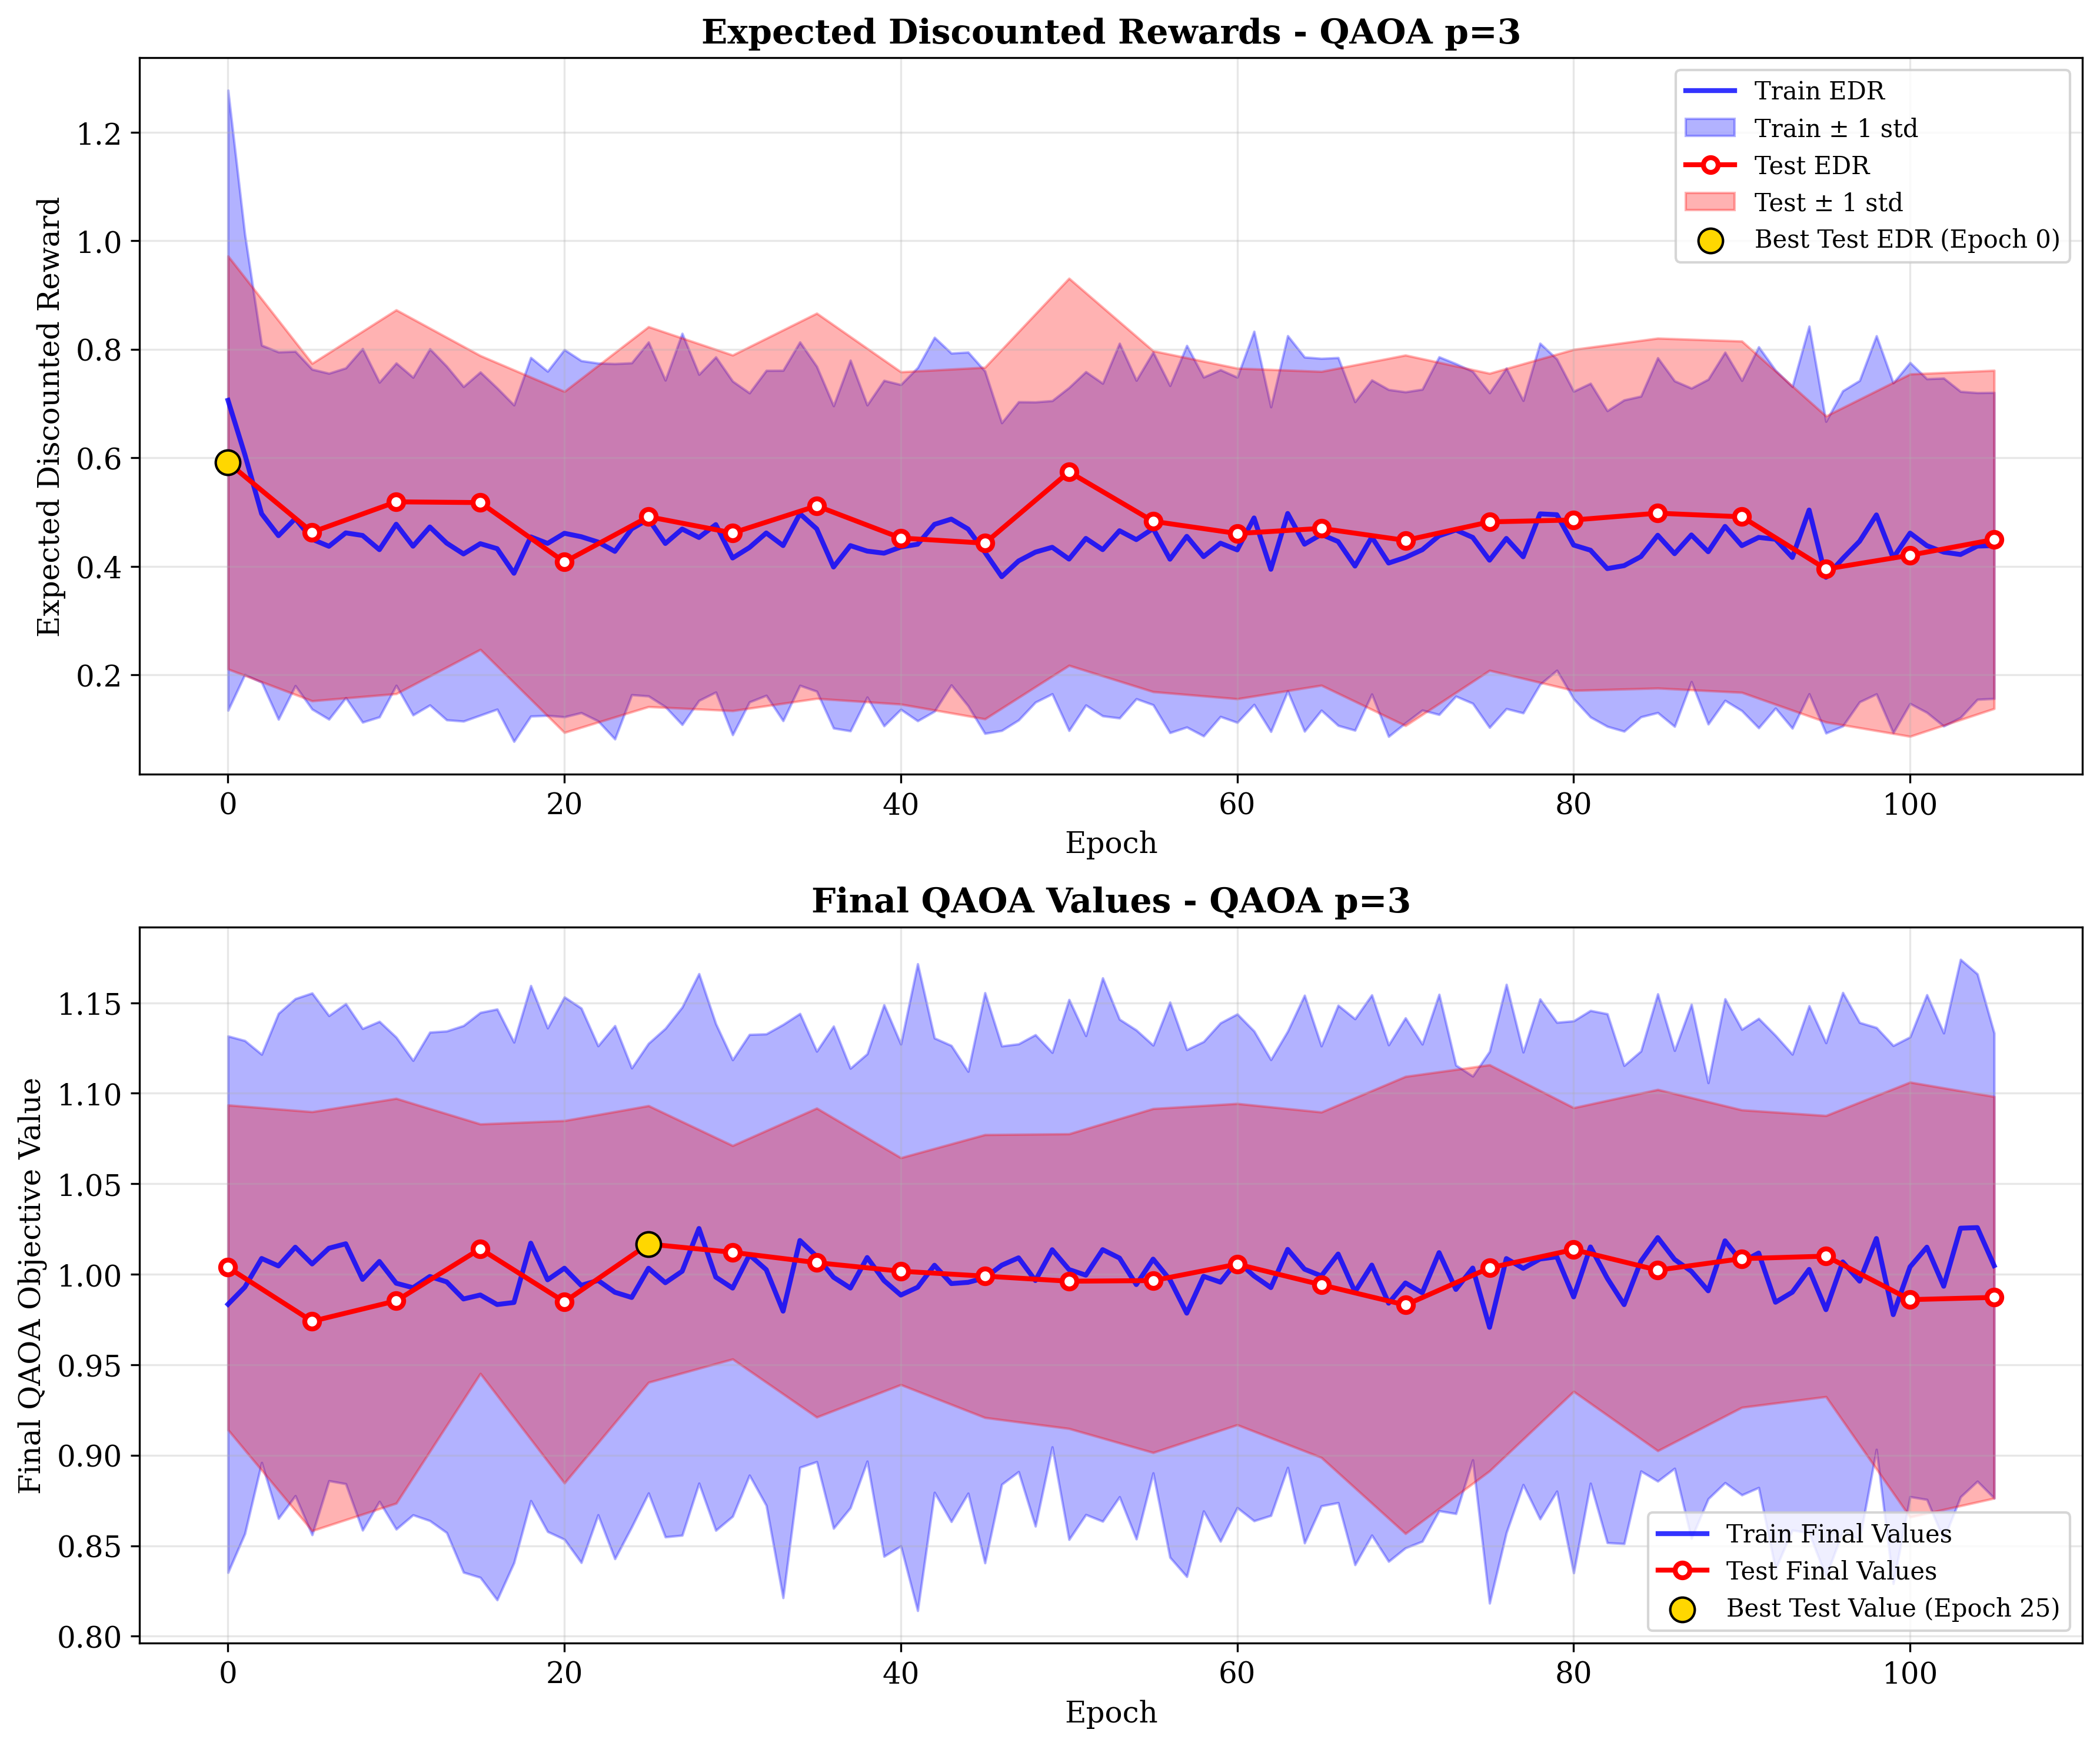 Expected Discounted Rewards - QAOA p=3
Expected Discounted Reward
1.2
1.0
0.8
0.6
0.4
0.2
Train EDR
Train ± 1 std
Test EDR
Test ± 1 std
Best Test EDR (Epoch 0)
0 20 40 60 80 100
Epoch
Final QAOA Values - QAOA p=3
Final QAOA Objective Value
1.15
1.10
1.05
1.00
0.95
0.90
0.85
0.80
Train Final Values
Test Final Values
Best Test Value (Epoch 25)
0 20 40 60 80 100
Epoch